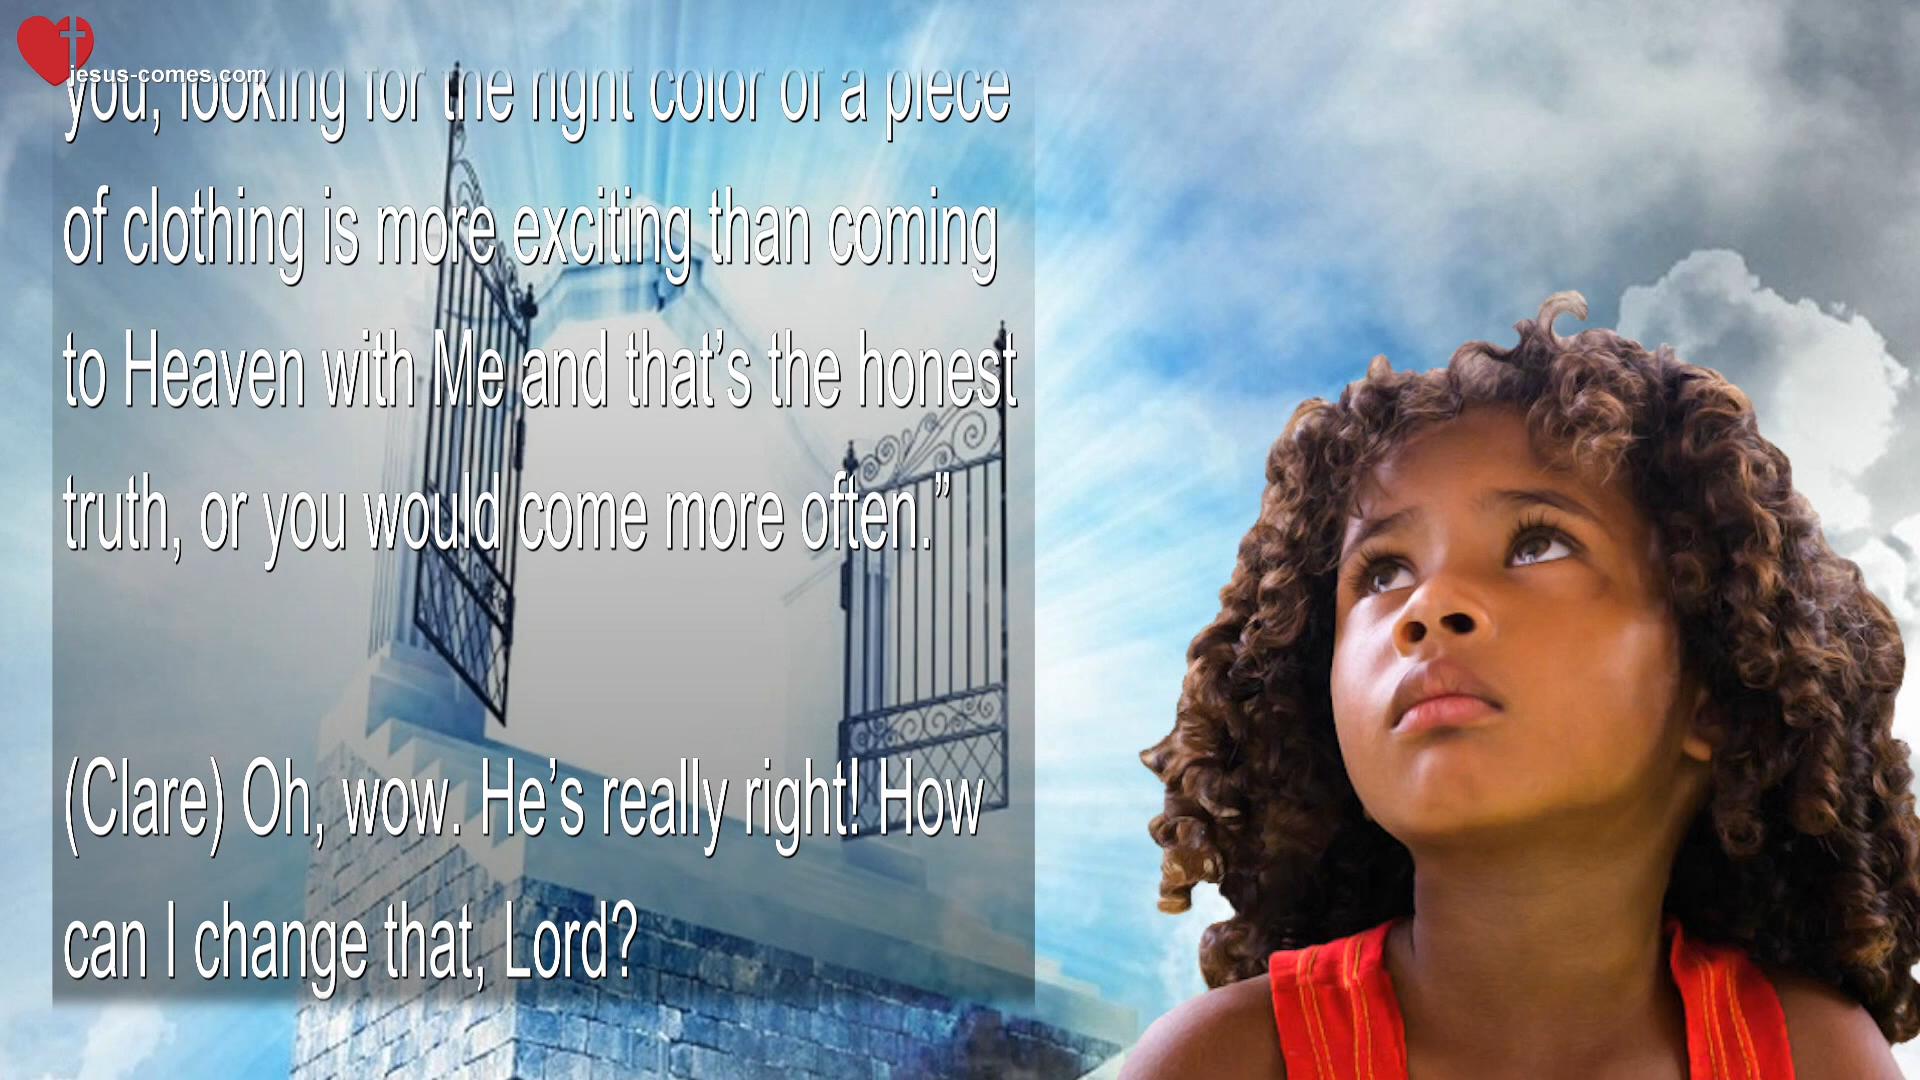 jesus-comes.com
you, looking for the right color of a piece
of clothing is more exciting than coming
to Heaven with Me and that’s the honest
truth, or you would come more often.”
(Clare) Oh, wow. He’s really right! How
can I change that, Lord?